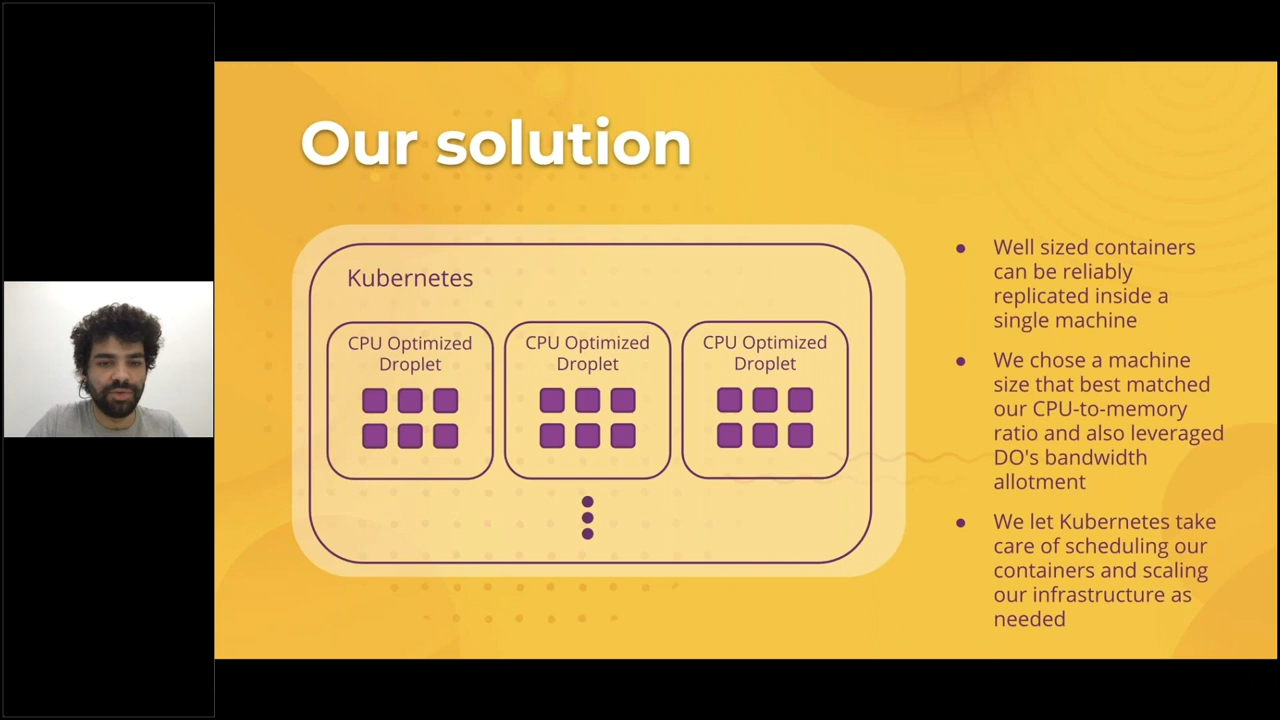 Our solution
Kubernetes
CPU Optimized
Droplet
CPU Optimized
Droplet
CPU Optimized
Droplet
Well sized containers
can be reliably
replicated inside a
single machine
We chose a machine
size that best matched
our CPU-to-memory
ratio and also leveraged
DO's bandwidth
allotment
We let Kubernetes take
care of scheduling our
containers and scaling
our infrastructure as
needed